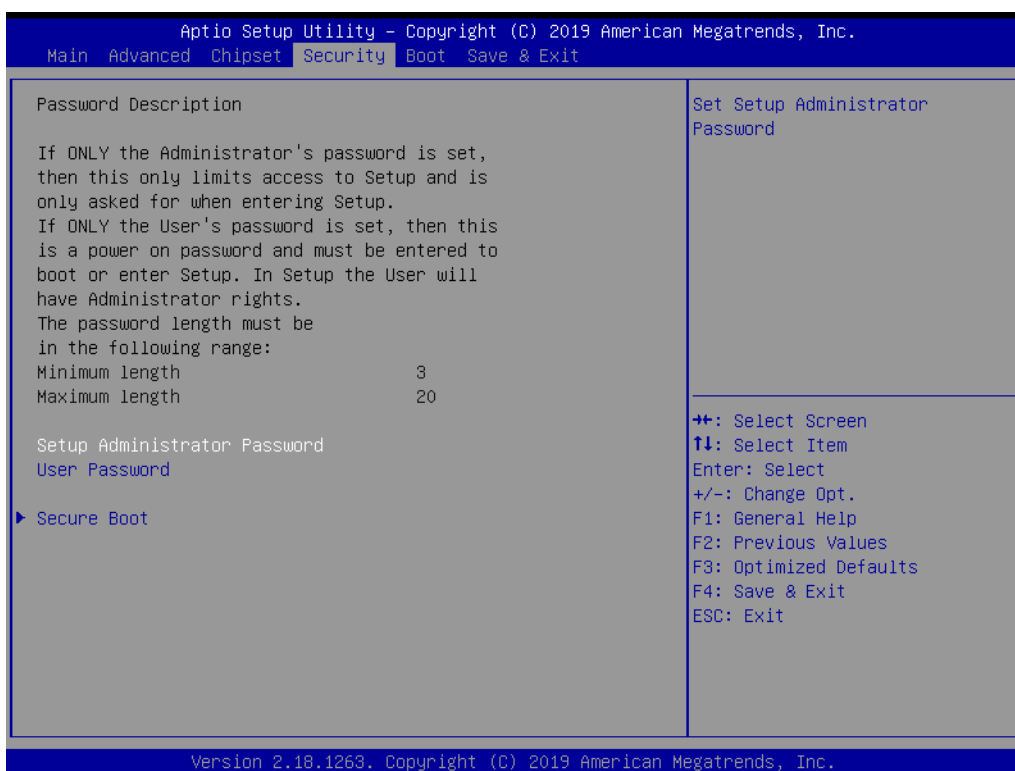 Aptio Setup Utility – Copyright (C) 2019 American Megatrends, Inc.
Main Advanced Chipset Security Boot Save & Exit
Password Description
If ONLY the Administrator's password is set,
then this only limits access to Setup and is
only asked for when entering Setup.
If ONLY the User's password is set, then this
is a power on password and must be entered to
boot or enter Setup. In Setup the User will
have Administrator rights.
The password length must be
in the following range:
Minimum length 3
Maximum length 20
Setup Administrator Password
User Password
Secure Boot
Set Setup Administrator
Password
→←: Select Screen
↑↓: Select Item
Enter: Select
+/-: Change Opt.
F1: General Help
F2: Previous Values
F3: Optimized Defaults
F4: Save & Exit
ESC: Exit
Version 2.18.1263. Copyright (C) 2019 American Megatrends, Inc.